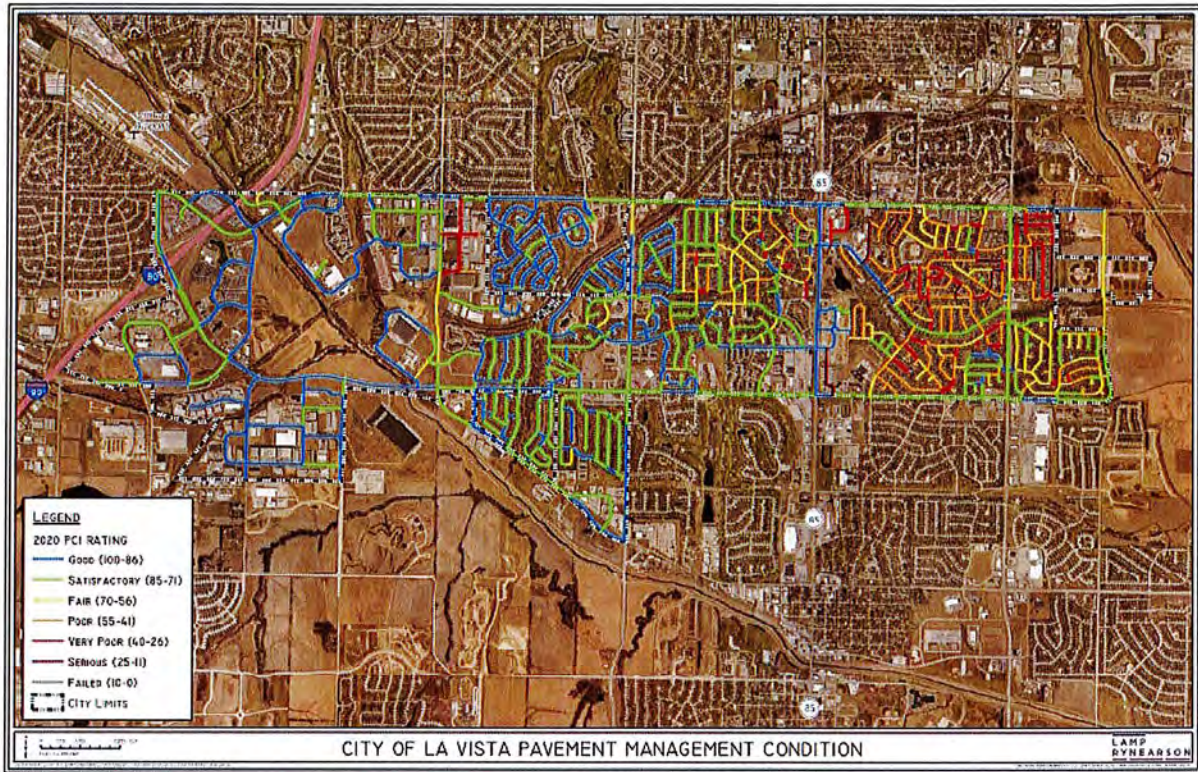 85
80
80
85
85
LEGEND
2020 PCI RATING
GOOD (100-86)
SATISFACTORY (85-71)
FAIR (70-56)
POOR (55-41)
VERY POOR (40-26)
SERIOUS (25-11)
FAILED (10-0)
CITY LIMITS
CITY OF LA VISTA PAVEMENT MANAGEMENT CONDITION
LAMP
RYNEARSON